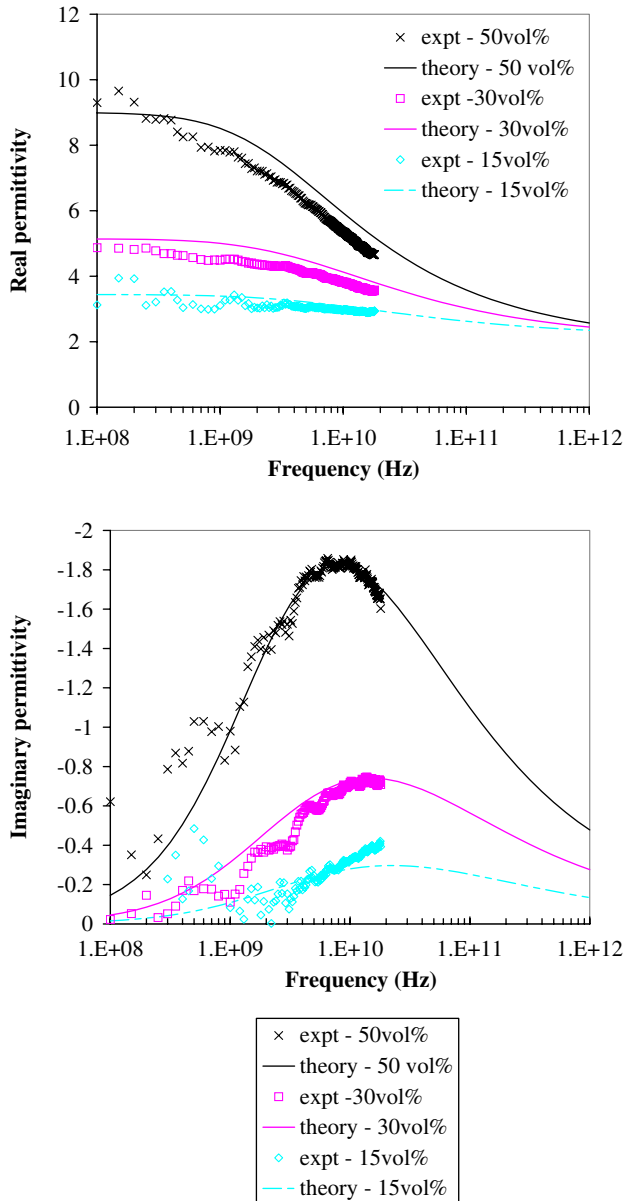 12
10
8
6
4
2
0
Real permittivity
× expt - 50vol%
theory - 50 vol%
expt -30vol%
theory - 30vol%
expt - 15vol%
theory - 15vol%
1.E+08 1.E+09 1.E+10 1.E+11 1.E+12
Frequency (Hz)
-2
-1.8
-1.6
-1.4
-1.2
-1
-0.8
-0.6
-0.4
-0.2
0
Imaginary permittivity
1.E+08 1.E+09 1.E+10 1.E+11 1.E+12
Frequency (Hz)
× expt - 50vol%
theory - 50 vol%
expt -30vol%
theory - 30vol%
expt - 15vol%
theory - 15vol%